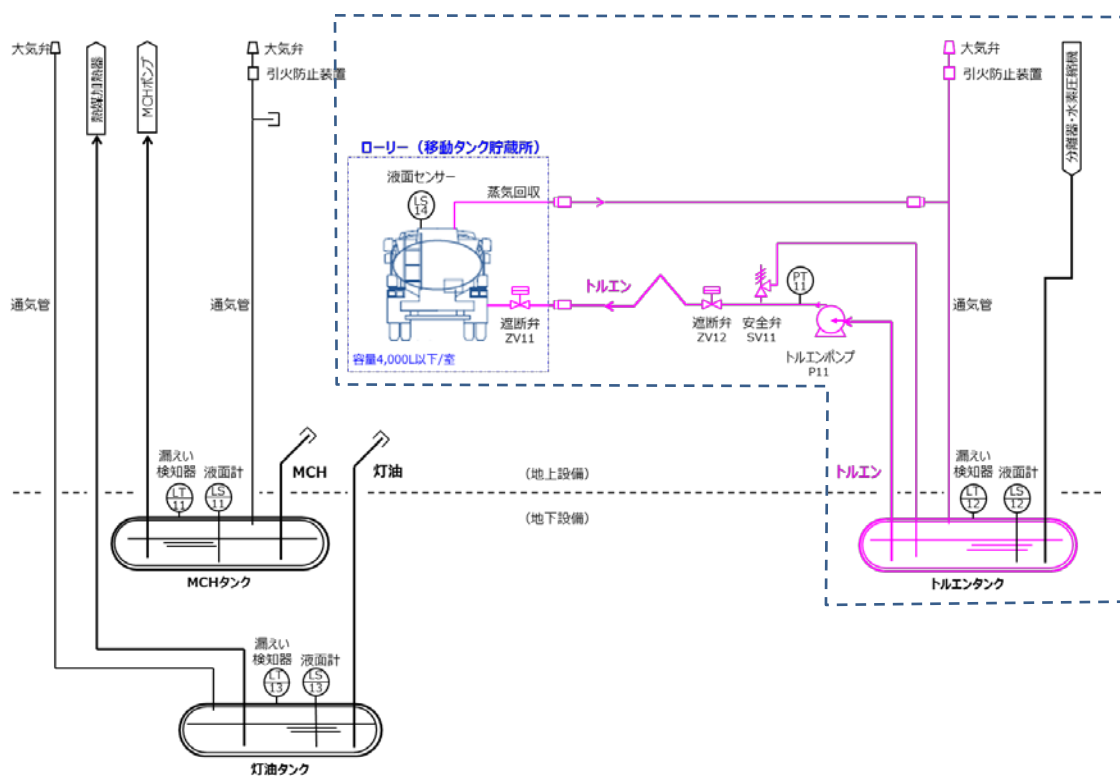 大気弁
熱媒加熱器
MCHポンプ
大気弁
引火防止装置
大気弁
引火防止装置
分離器・水素圧縮機
ローリー（移動タンク貯蔵所）
液面センサー
LS
14
蒸気回収
通気管
通気管
トルエン
PT
11
通気管
遮断弁
ZV11
遮断弁
ZV12
安全弁
SV11
トルエンポンプ
P11
容量4,000L以下/室
漏えい
検知器
液面計
LT
11
LS
11
MCH
灯油
（地上設備）
（地下設備）
トルエン
漏えい
検知器
液面計
LT
12
LS
12
MCHタンク
トルエンタンク
漏えい
検知器
液面計
LT
13
LS
13
灯油タンク